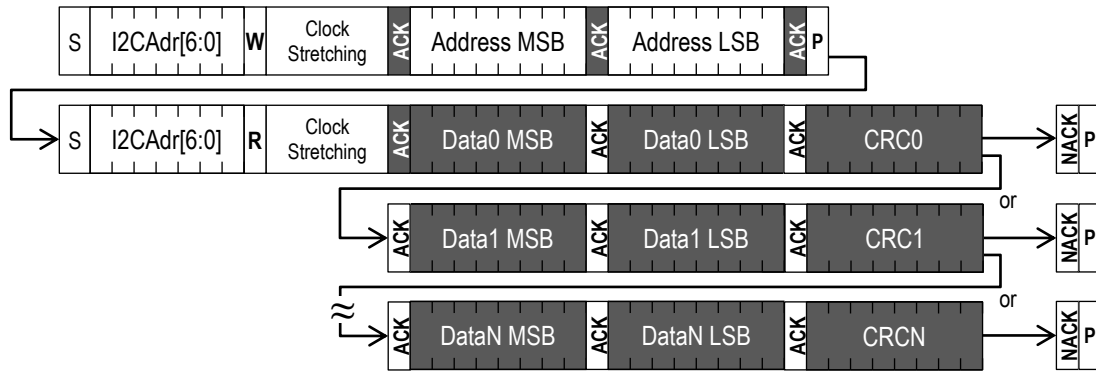 S I2CAdr[6:0] W Clock Stretching ACK Address MSB ACK Address LSB ACK P
S I2CAdr[6:0] R Clock Stretching ACK Data0 MSB ACK Data0 LSB ACK CRC0 NACK P
or
ACK Data1 MSB ACK Data1 LSB ACK CRC1 NACK P
or
ACK DataN MSB ACK DataN LSB ACK CRCN NACK P